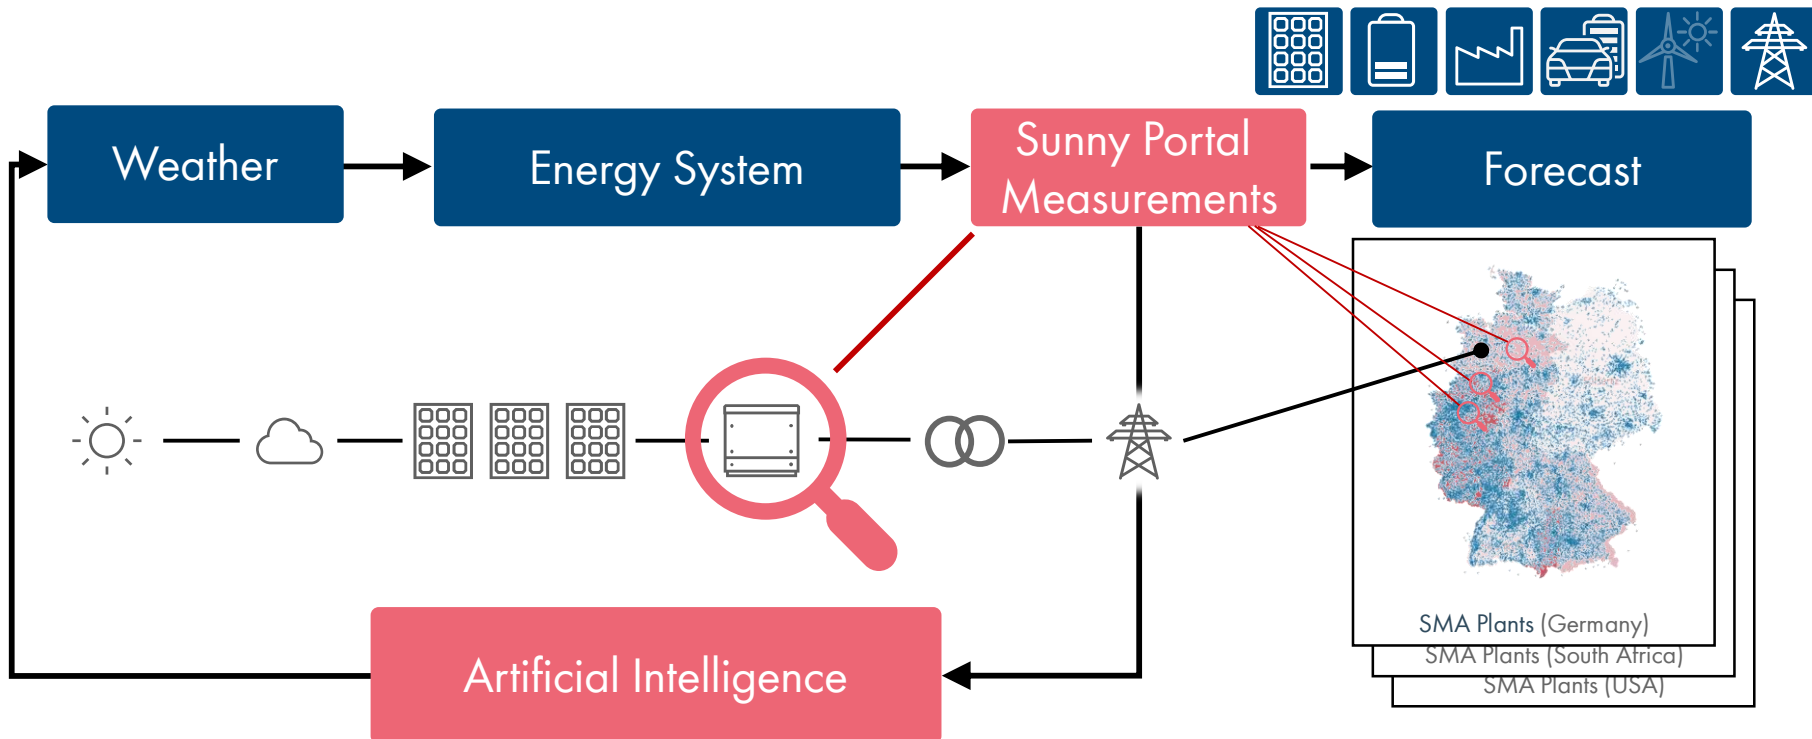 Weather
Energy System
Sunny Portal
Measurements
Forecast
SMA Plants (Germany)
SMA Plants (South Africa)
SMA Plants (USA)
Artificial Intelligence